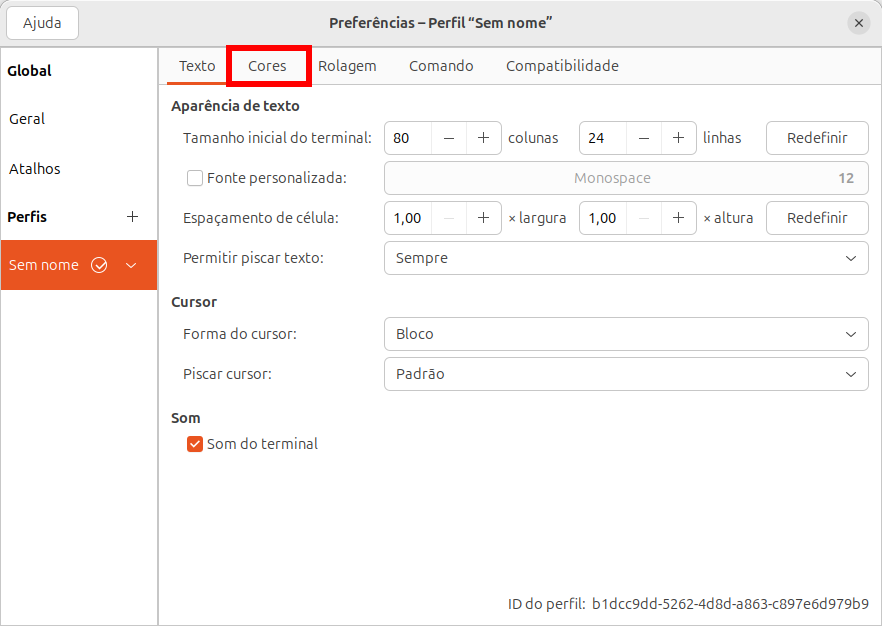 Ajuda
Preferências – Perfil “Sem nome”
Global
Geral
Atalhos
Perfis
Sem nome
Texto Cores Rolagem Comando Compatibilidade
Aparência de texto
Tamanho inicial do terminal: 80 − + colunas 24 − + linhas Redefinir
Fonte personalizada: Monospace 12
Espaçamento de célula: 1,00 − + × largura 1,00 − + × altura Redefinir
Permitir piscar texto: Sempre
Cursor
Forma do cursor: Bloco
Piscar cursor: Padrão
Som
Som do terminal
ID do perfil: b1dcc9dd-5262-4d8d-a863-c897e6d979b9